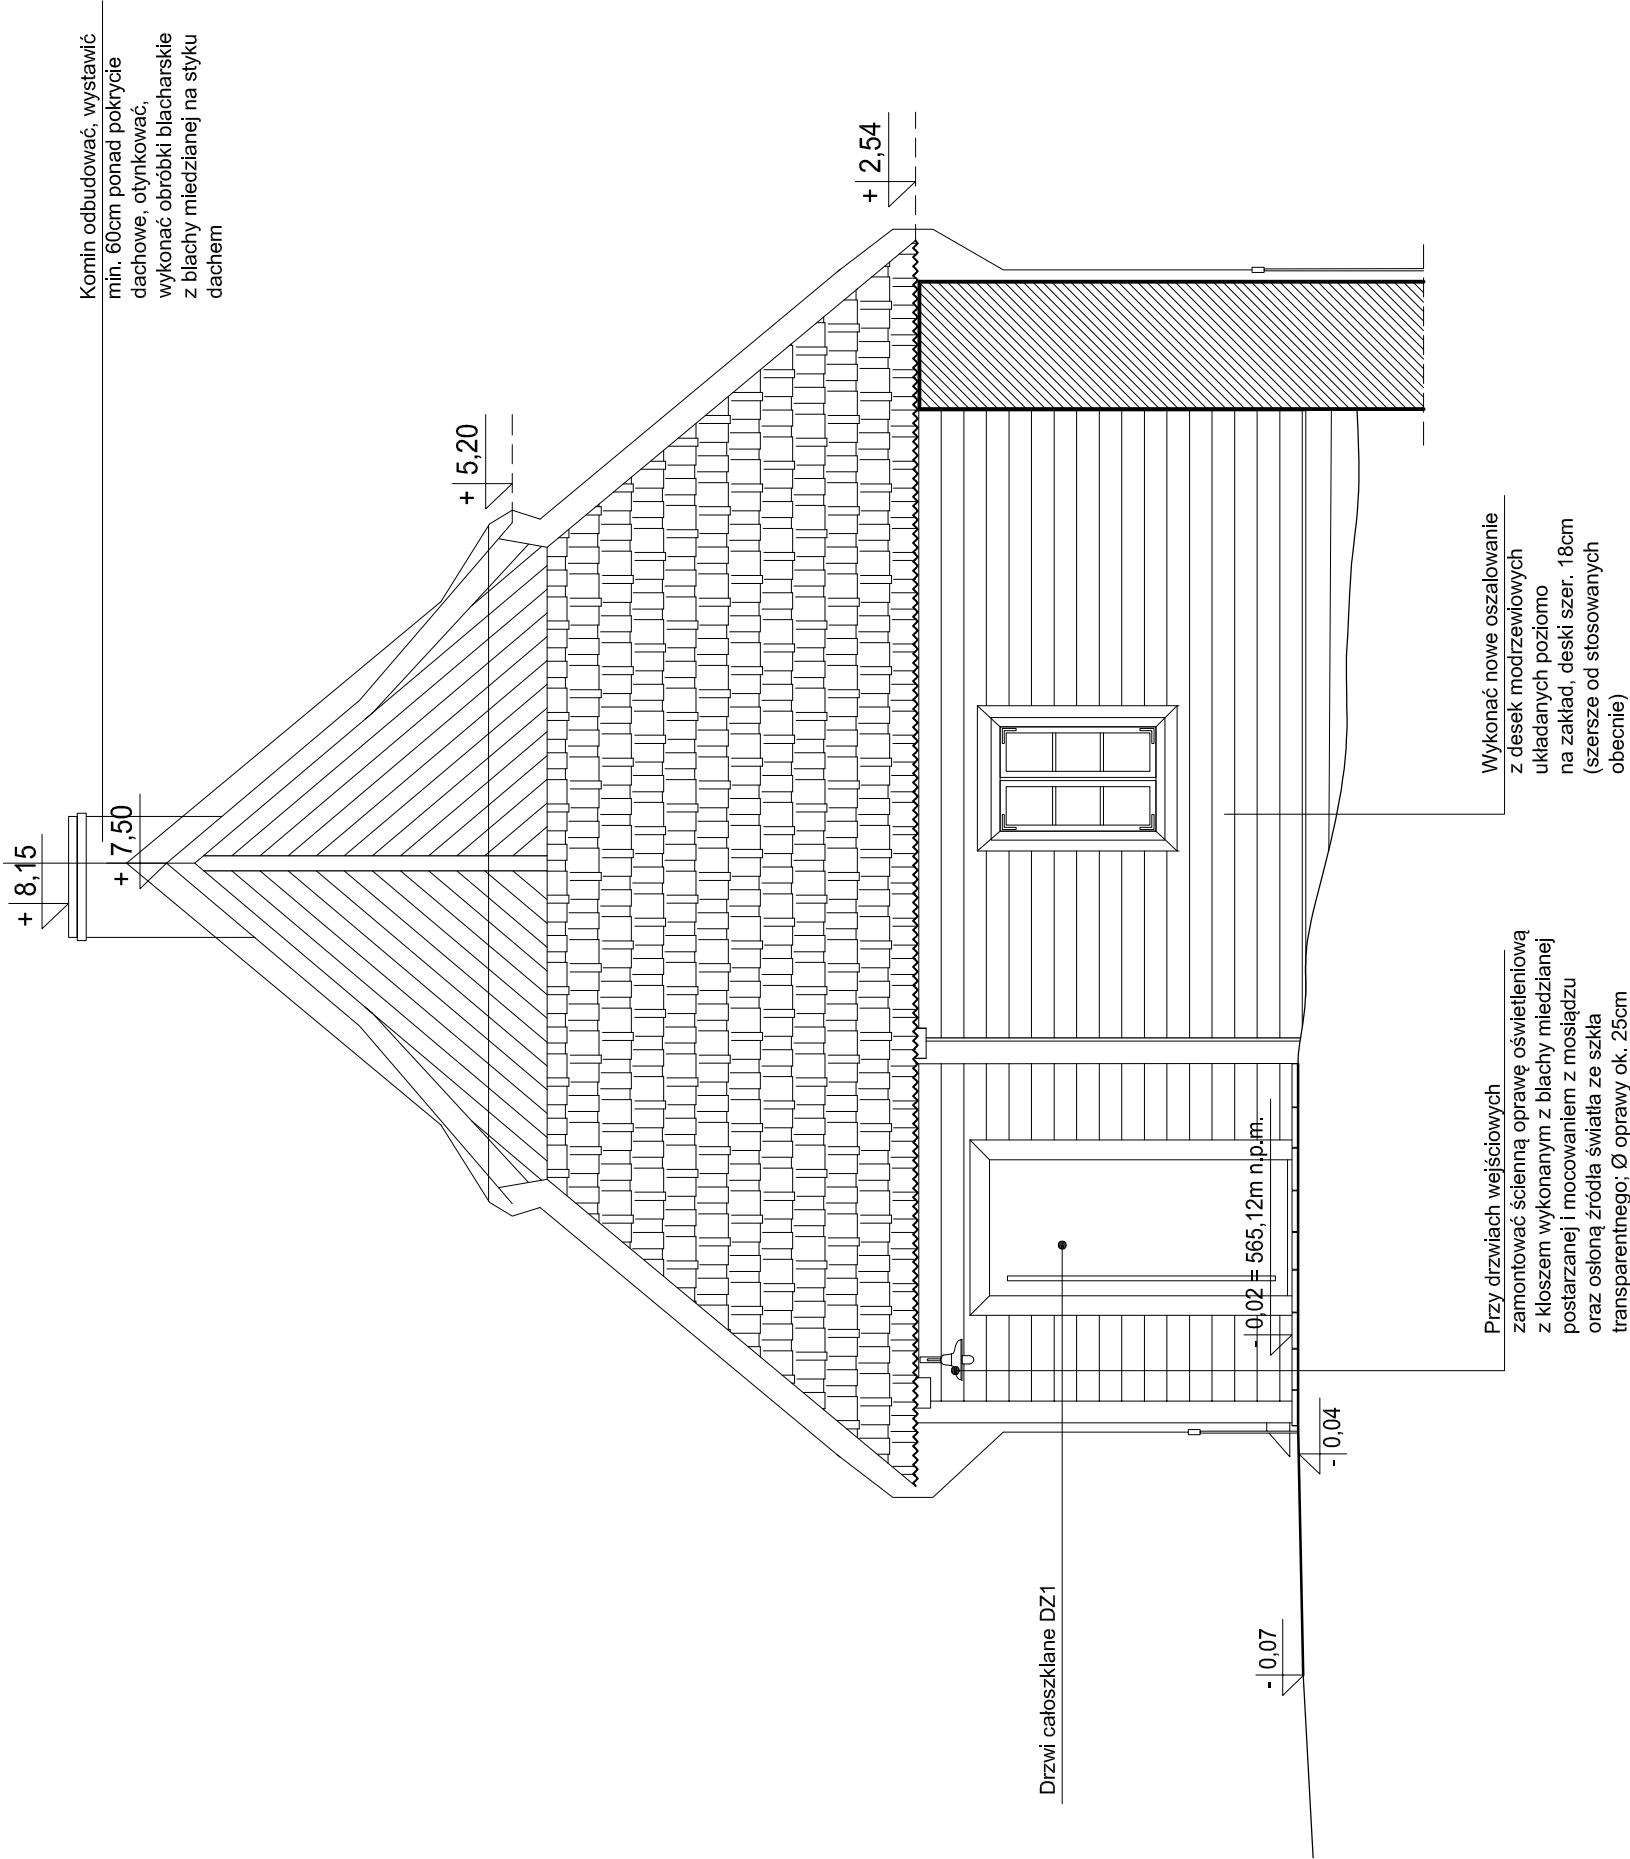 Komin odbudować, wystawić
min. 60cm ponad pokrycie
dachowe, otynkować,
wykonać obróbki blacharskie
z blachy miedzianej na styku
dachem
+ 8,15
+ 7,50
+ 5,20
+ 2,54
Drzwi całoszklane DZ1
- 0,02 = 565,12m n.p.m.
- 0,04
- 0,07
Przy drzwiach wejściowych
zamontować ścienną oprawę oświetleniową
z kloszem wykonanym z blachy miedzianej
postarzanej i mocowaniem z mosiądzu
oraz osłoną źródła światła ze szkła
transparentnego; Ø oprawy ok. 25cm
Wykonać nowe oszalowanie
z desek modrzewiowych
układanych poziomo
na zakład, deski szer. 18cm
(szersze od stosowanych
obecnie)